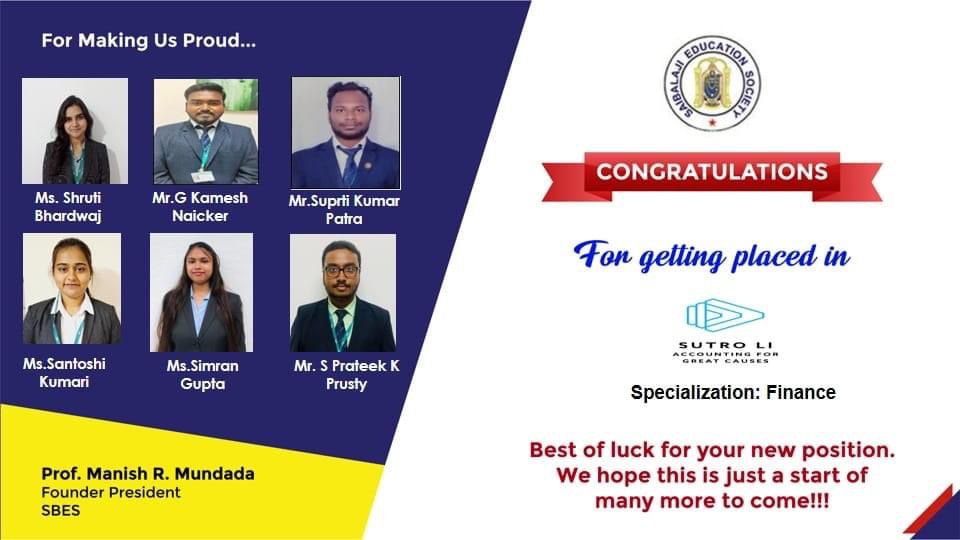 For Making Us Proud...
Ms. Shruti
Bhardwaj
Mr.G Kamesh
Naicker
Mr.Suprti Kumar
Patra
Ms.Santoshi
Kumari
Ms.Simran
Gupta
Mr. S Prateek K
Prusty
Prof. Manish R. Mundada
Founder President
SBES
SAIBALAJI EDUCATION SOCIETY
CONGRATULATIONS
For getting placed in
SUTRO LI
ACCOUNTING FOR
GREAT CAUSES
Specialization: Finance
Best of luck for your new position.
We hope this is just a start of
many more to come!!!